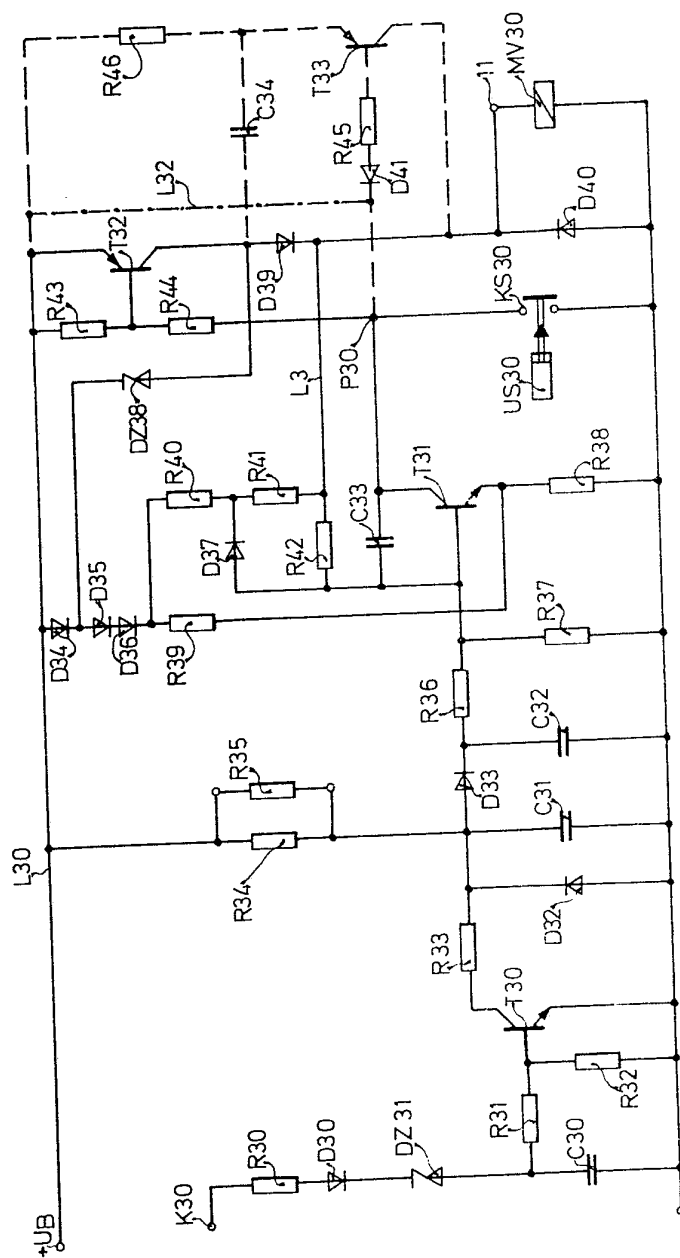 +UB
L30
K30
R30
D30
DZ31
C30
R31
R32
T30
R33
D32
R34
R35
C31
D33
C32
R36
R37
D34
D35
D36
R39
D37
R40
R41
R42
C33
T31
R38
L3
DZ38
R43
R44
T32
D39
P30
US30
KS30
D40
L32
C34
R46
T33
R45
D41
11
MV30